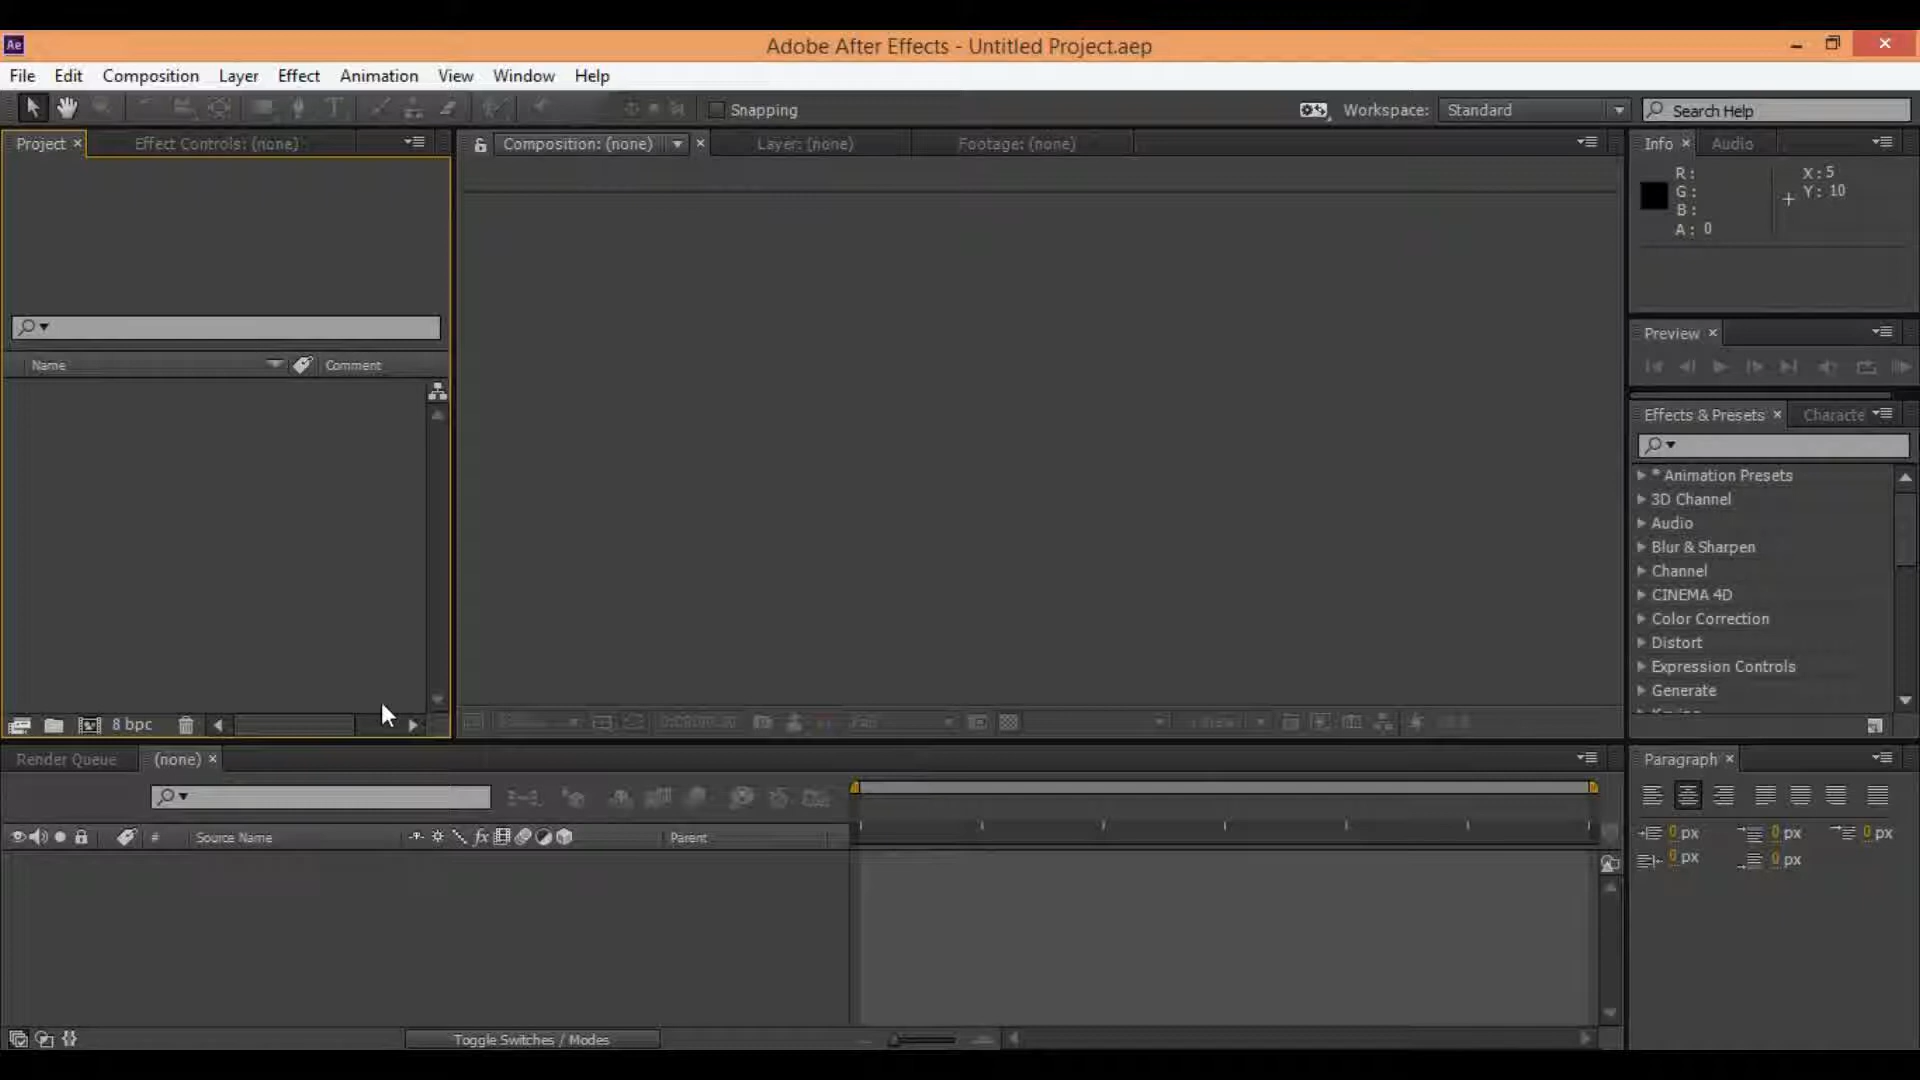 Ae
Adobe After Effects - Untitled Project.aep
File Edit Composition Layer Effect Animation View Window Help
Snapping
Workspace: Standard
Search Help
Project
Effect Controls: (none)
Composition: (none)
Layer: (none)
Footage: (none)
Info
Audio
R:
G:
B:
A: 0
X: 5
Y: 10
Name
Comment
Preview
Effects & Presets
Characte
* Animation Presets
3D Channel
Audio
Blur & Sharpen
Channel
CINEMA 4D
Color Correction
Distort
Expression Controls
Generate
8 bpc
Render Queue
(none)
# Source Name
fx
Parent
Toggle Switches / Modes
Paragraph
0 px
0 px
0 px
0 px
0 px